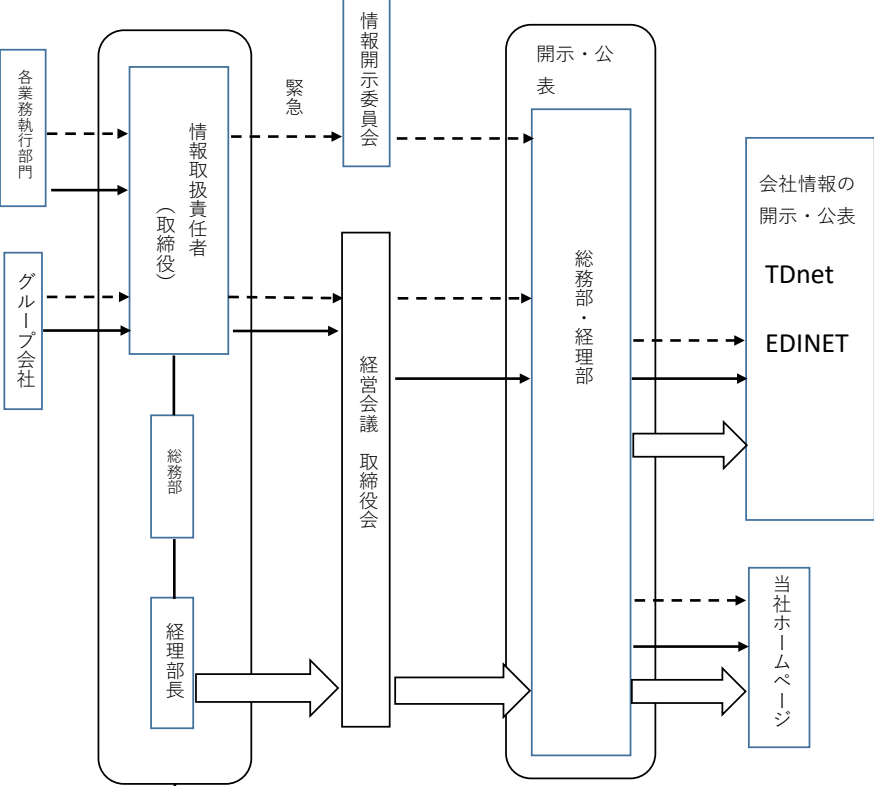 各業務執行部門
グループ会社
情報取扱責任者
（取締役）
総務部
経理部長
緊急
情報開示委員会
経営会議　取締役会
開示・公
表
総務部・経理部
会社情報の
開示・公表
TDnet
EDINET
当社ホームページ